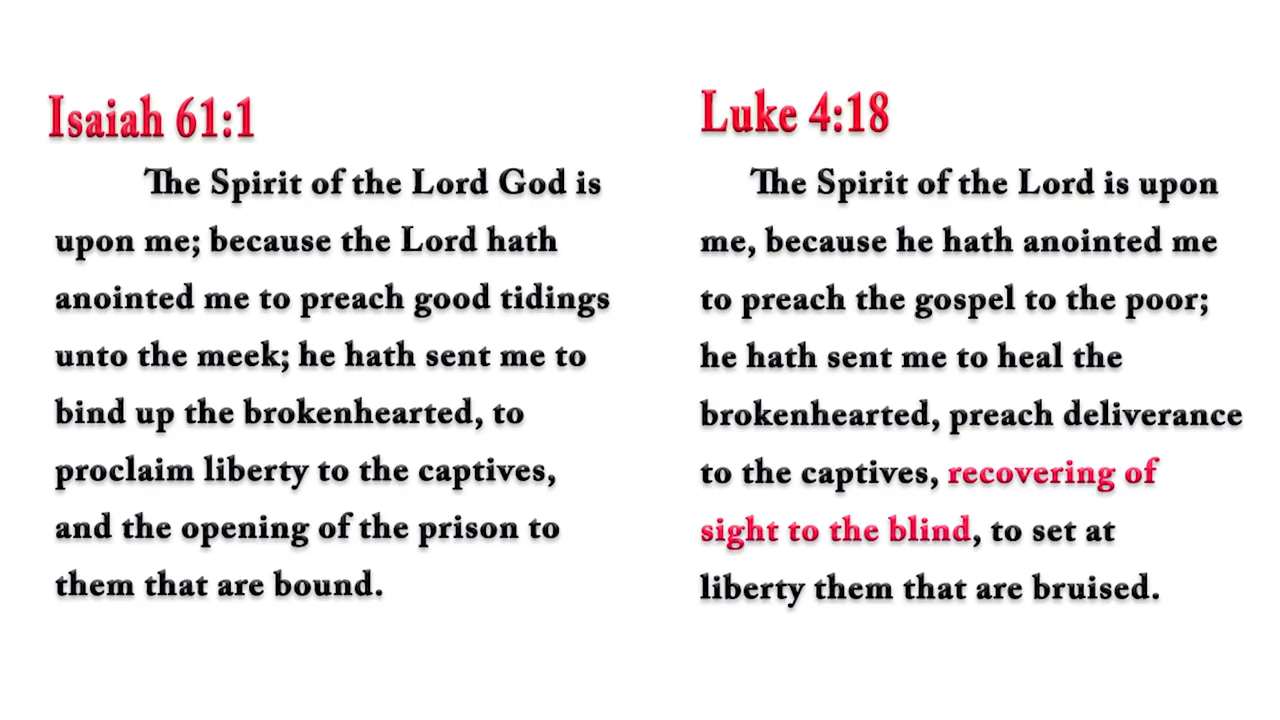 Isaiah 61:1
The Spirit of the Lord God is
upon me; because the Lord hath
anointed me to preach good tidings
unto the meek; he hath sent me to
bind up the brokenhearted, to
proclaim liberty to the captives,
and the opening of the prison to
them that are bound.
Luke 4:18
The Spirit of the Lord is upon
me, because he hath anointed me
to preach the gospel to the poor;
he hath sent me to heal the
brokenhearted, preach deliverance
to the captives, recovering of
sight to the blind, to set at
liberty them that are bruised.